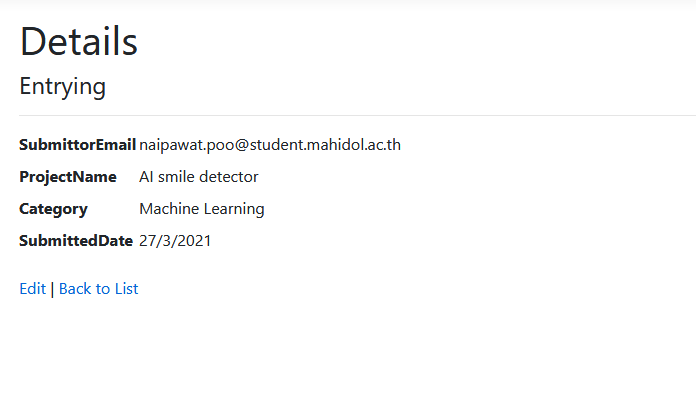 Details
Entrying
SubmittorEmail naipawat.poo@student.mahidol.ac.th
ProjectName AI smile detector
Category Machine Learning
SubmittedDate 27/3/2021
Edit | Back to List